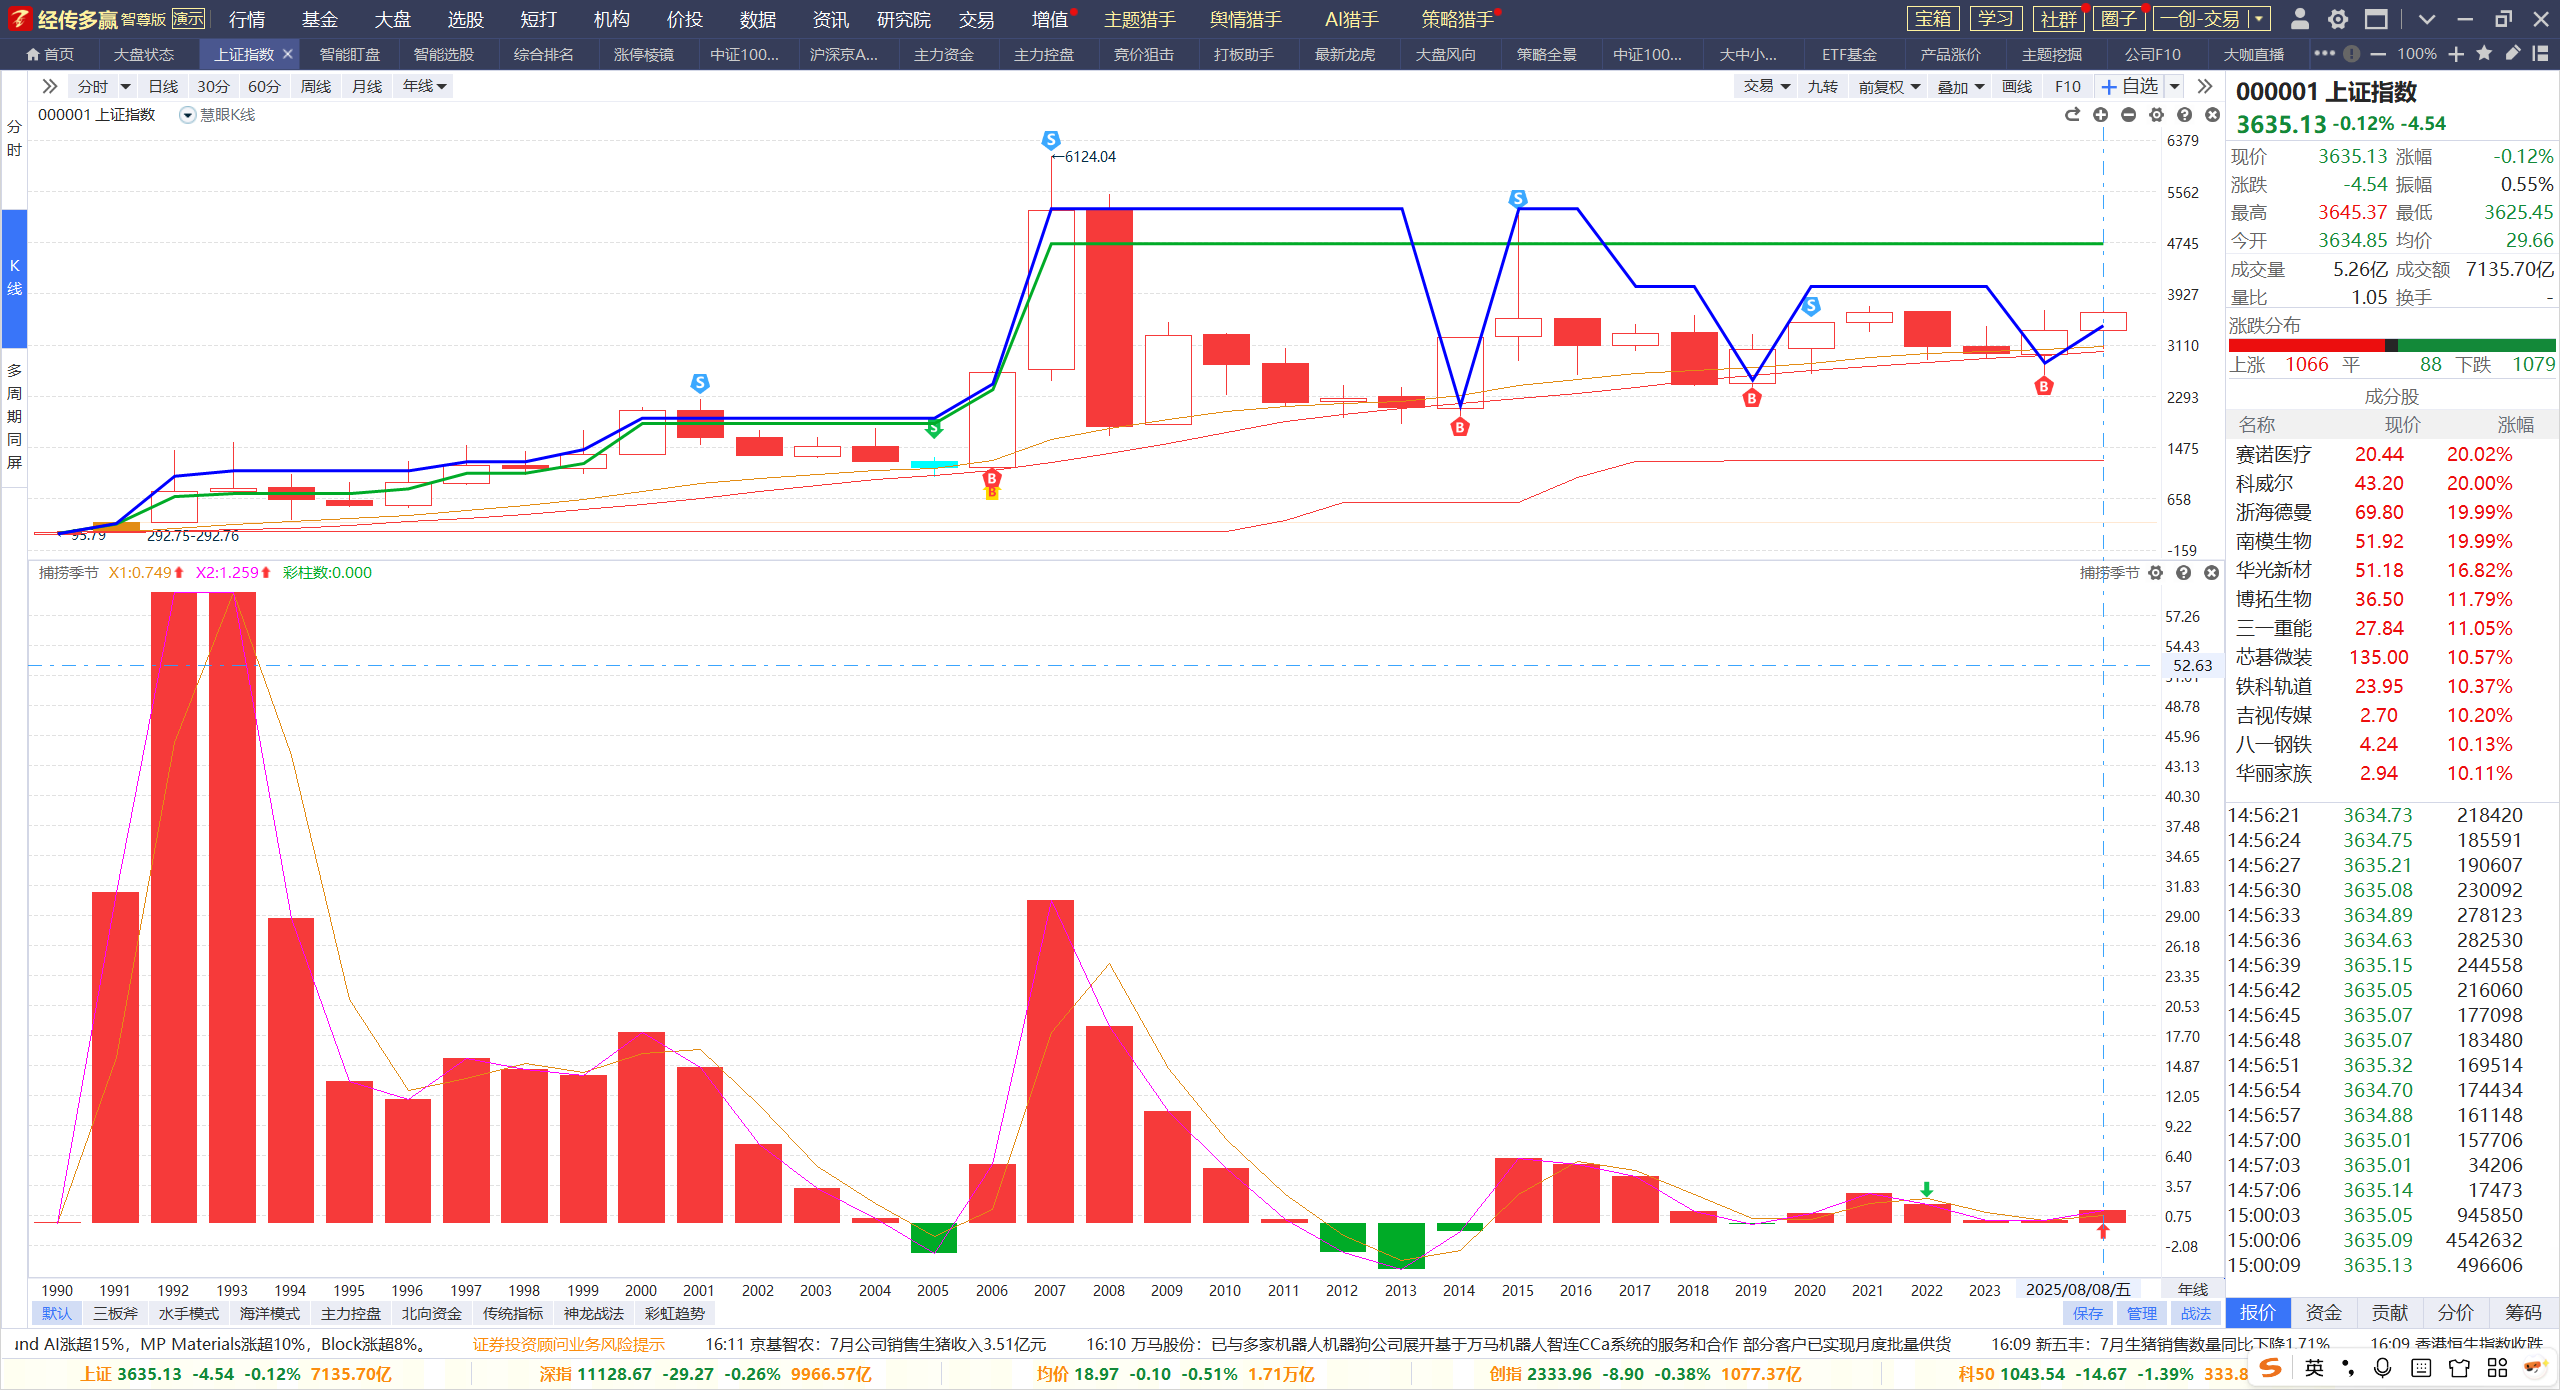 经传多赢 智尊版 演示 行情 基金 大盘 选股 短打 机构 价投 数据 资讯 研究院 交易 增值 主题猎手 舆情猎手 AI猎手 策略猎手 宝箱 学习 社群 圈子 一创-交易
首页 大盘状态 上证指数 智能盯盘 智能选股 综合排名 涨停棱镜 中证100... 沪深京A... 主力资金 主力控盘 竞价狙击 打板助手 最新龙虎 大盘风向 策略全景 中证100... 大中小... ETF基金 产品涨价 主题挖掘 公司F10 大咖直播 100%
分时 日线 30分 60分 周线 月线 年线 交易 九转 前复权 叠加 画线 F10 自选
000001 上证指数 慧眼K线
分时
K线
多周期同屏
6379
5562
4745
3927
3110
2293
1475
658
-159
S
6124.04
S
S
S
S
B
B
B
B
B
95.79
292.75-292.76
捕捞季节 X1:0.749 X2:1.259 彩柱数:0.000 捕捞季节
57.26
54.43
52.63
48.78
45.96
43.13
40.30
37.48
34.65
31.83
29.00
26.18
23.35
20.53
17.70
14.87
12.05
9.22
6.40
3.57
0.75
-2.08
1990 1991 1992 1993 1994 1995 1996 1997 1998 1999 2000 2001 2002 2003 2004 2005 2006 2007 2008 2009 2010 2011 2012 2013 2014 2015 2016 2017 2018 2019 2020 2021 2022 2023 2025/08/08/五 年线
默认 三板斧 水手模式 海洋模式 主力控盘 北向资金 传统指标 神龙战法 彩虹趋势 保存 管理 战法
000001 上证指数
3635.13 -0.12% -4.54
现价 3635.13 涨幅 -0.12%
涨跌 -4.54 振幅 0.55%
最高 3645.37 最低 3625.45
今开 3634.85 均价 29.66
成交量 5.26亿 成交额 7135.70亿
量比 1.05 换手 -
涨跌分布
上涨 1066 平 88 下跌 1079
成分股
名称 现价 涨幅
赛诺医疗 20.44 20.02%
科威尔 43.20 20.00%
浙海德曼 69.80 19.99%
南模生物 51.92 19.99%
华光新材 51.18 16.82%
博拓生物 36.50 11.79%
三一重能 27.84 11.05%
芯碁微装 135.00 10.57%
铁科轨道 23.95 10.37%
吉视传媒 2.70 10.20%
八一钢铁 4.24 10.13%
华丽家族 2.94 10.11%
14:56:21 3634.73 218420
14:56:24 3634.75 185591
14:56:27 3635.21 190607
14:56:30 3635.08 230092
14:56:33 3634.89 278123
14:56:36 3634.63 282530
14:56:39 3635.15 244558
14:56:42 3635.05 216060
14:56:45 3635.07 177098
14:56:48 3635.07 183480
14:56:51 3635.32 169514
14:56:54 3634.70 174434
14:56:57 3634.88 161148
14:57:00 3635.01 157706
14:57:03 3635.01 34206
14:57:06 3635.14 17473
15:00:03 3635.05 945850
15:00:06 3635.09 4542632
15:00:09 3635.13 496606
报价 资金 贡献 分价 筹码
und AI涨超15%，MP Materials涨超10%，Block涨超8%。 证券投资顾问业务风险提示 16:11 京基智农：7月公司销售生猪收入3.51亿元 16:10 万马股份：已与多家机器人机器狗公司展开基于万马机器人智连CCa系统的服务和合作 部分客户已实现月度批量供货 16:09 新五丰：7月生猪销售数量同比下降1.71% 16:09 香港恒生指数收跌
上证 3635.13 -4.54 -0.12% 7135.70亿 深指 11128.67 -29.27 -0.26% 9966.57亿 均价 18.97 -0.10 -0.51% 1.71万亿 创指 2333.96 -8.90 -0.38% 1077.37亿 科50 1043.54 -14.67 -1.39% 333.8 英